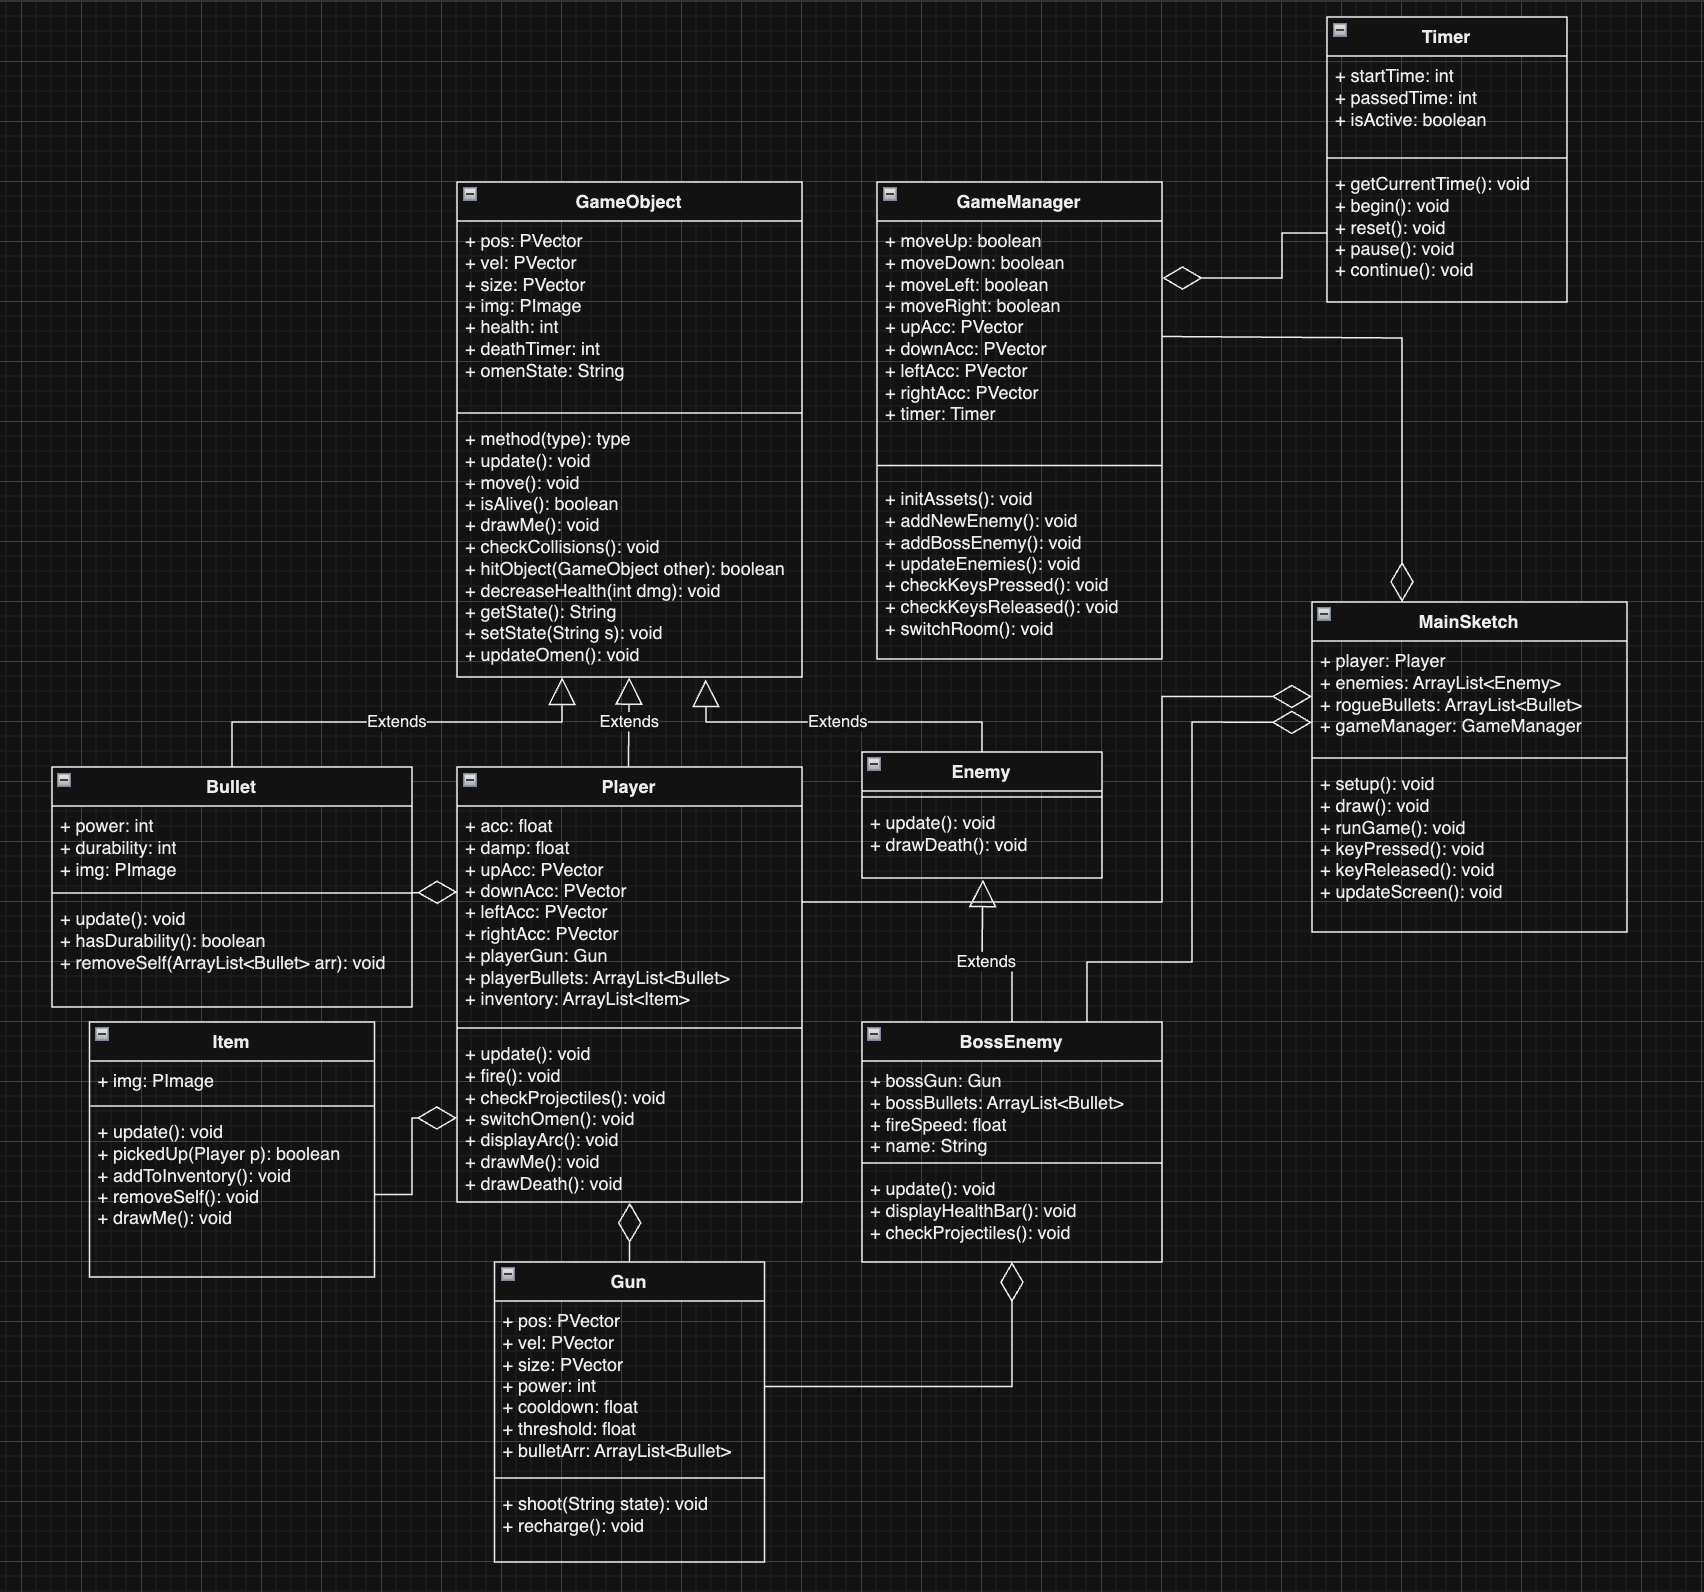 Timer
+ startTime: int
+ passedTime: int
+ isActive: boolean
+ getCurrentTime(): void
+ begin(): void
+ reset(): void
+ pause(): void
+ continue(): void
GameObject
+ pos: PVector
+ vel: PVector
+ size: PVector
+ img: PImage
+ health: int
+ deathTimer: int
+ omenState: String
+ method(type): type
+ update(): void
+ move(): void
+ isAlive(): boolean
+ drawMe(): void
+ checkCollisions(): void
+ hitObject(GameObject other): boolean
+ decreaseHealth(int dmg): void
+ getState(): String
+ setState(String s): void
+ updateOmen(): void
GameManager
+ moveUp: boolean
+ moveDown: boolean
+ moveLeft: boolean
+ moveRight: boolean
+ upAcc: PVector
+ downAcc: PVector
+ leftAcc: PVector
+ rightAcc: PVector
+ timer: Timer
+ initAssets(): void
+ addNewEnemy(): void
+ addBossEnemy(): void
+ updateEnemies(): void
+ checkKeysPressed(): void
+ checkKeysReleased(): void
+ switchRoom(): void
MainSketch
+ player: Player
+ enemies: ArrayList<Enemy>
+ rogueBullets: ArrayList<Bullet>
+ gameManager: GameManager
+ setup(): void
+ draw(): void
+ runGame(): void
+ keyPressed(): void
+ keyReleased(): void
+ updateScreen(): void
Extends
Extends
Extends
Bullet
+ power: int
+ durability: int
+ img: PImage
+ update(): void
+ hasDurability(): boolean
+ removeSelf(ArrayList<Bullet> arr): void
Player
+ acc: float
+ damp: float
+ upAcc: PVector
+ downAcc: PVector
+ leftAcc: PVector
+ rightAcc: PVector
+ playerGun: Gun
+ playerBullets: ArrayList<Bullet>
+ inventory: ArrayList<Item>
+ update(): void
+ fire(): void
+ checkProjectiles(): void
+ switchOmen(): void
+ displayArc(): void
+ drawMe(): void
+ drawDeath(): void
Enemy
+ update(): void
+ drawDeath(): void
Extends
Item
+ img: PImage
+ update(): void
+ pickedUp(Player p): boolean
+ addToInventory(): void
+ removeSelf(): void
+ drawMe(): void
BossEnemy
+ bossGun: Gun
+ bossBullets: ArrayList<Bullet>
+ fireSpeed: float
+ name: String
+ update(): void
+ displayHealthBar(): void
+ checkProjectiles(): void
Gun
+ pos: PVector
+ vel: PVector
+ size: PVector
+ power: int
+ cooldown: float
+ threshold: float
+ bulletArr: ArrayList<Bullet>
+ shoot(String state): void
+ recharge(): void